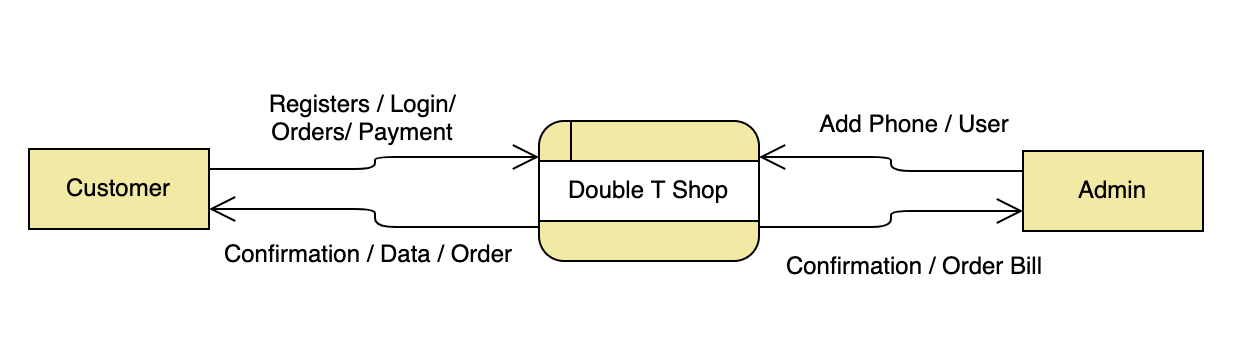 Registers / Login/
Orders/ Payment
Add Phone / User
Customer
Double T Shop
Admin
Confirmation / Data / Order
Confirmation / Order Bill